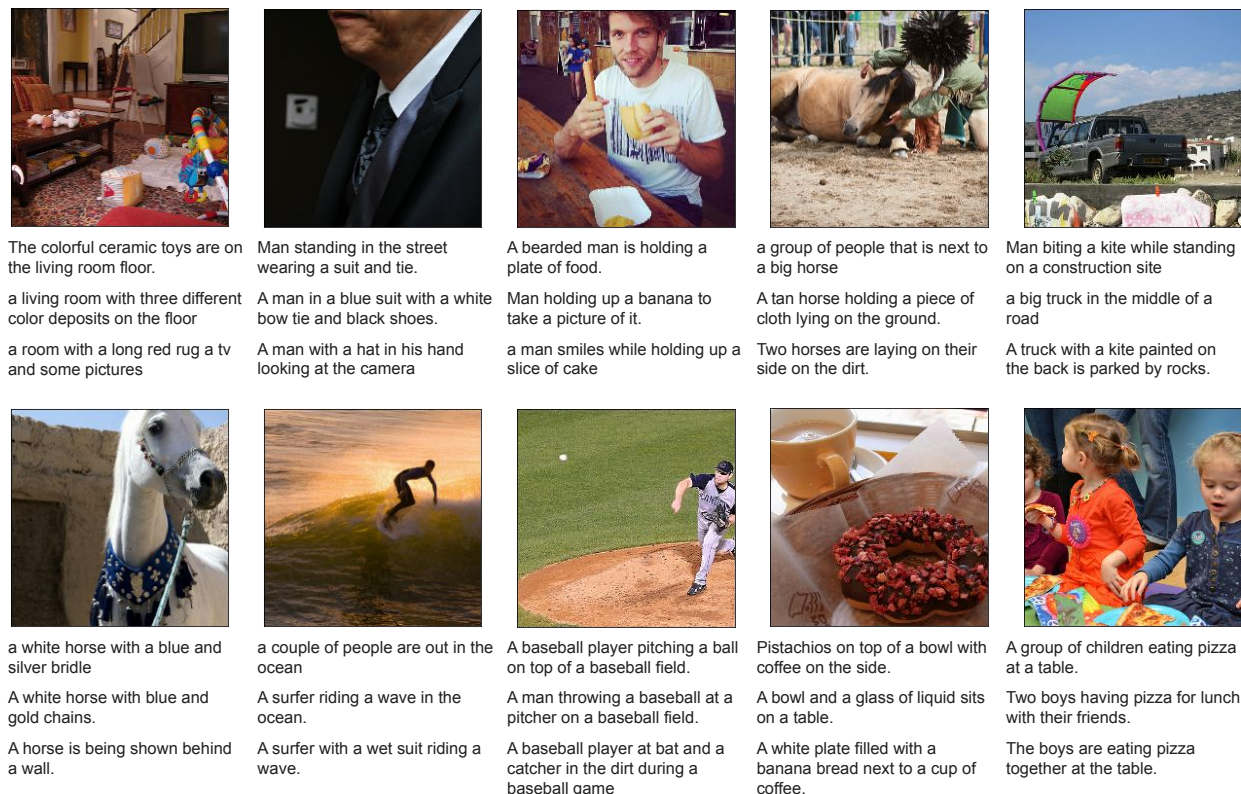 The colorful ceramic toys are on
the living room floor.
a living room with three different
color deposits on the floor
a room with a long red rug a tv
and some pictures
Man standing in the street
wearing a suit and tie.
A man in a blue suit with a white
bow tie and black shoes.
A man with a hat in his hand
looking at the camera
A bearded man is holding a
plate of food.
Man holding up a banana to
take a picture of it.
a man smiles while holding up a
slice of cake
a group of people that is next to
a big horse
A tan horse holding a piece of
cloth lying on the ground.
Two horses are laying on their
side on the dirt.
Man biting a kite while standing
on a construction site
a big truck in the middle of a
road
A truck with a kite painted on
the back is parked by rocks.
a white horse with a blue and
silver bridle
A white horse with blue and
gold chains.
A horse is being shown behind
a wall.
a couple of people are out in the
ocean
A surfer riding a wave in the
ocean.
A surfer with a wet suit riding a
wave.
A baseball player pitching a ball
on top of a baseball field.
A man throwing a baseball at a
pitcher on a baseball field.
A baseball player at bat and a
catcher in the dirt during a
baseball game
Pistachios on top of a bowl with
coffee on the side.
A bowl and a glass of liquid sits
on a table.
A white plate filled with a
banana bread next to a cup of
coffee.
A group of children eating pizza
at a table.
Two boys having pizza for lunch
with their friends.
The boys are eating pizza
together at the table.